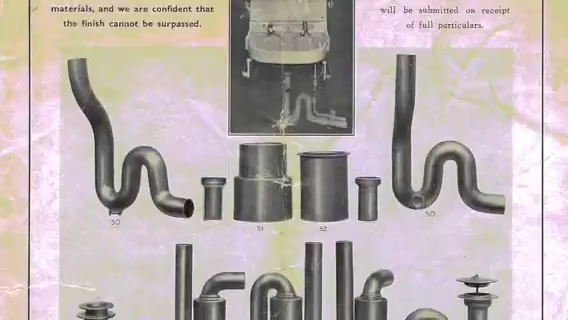 materials, and we are confident that
the finish cannot be surpassed.
will be submitted on receipt
of full particulars.
50
51
52
50